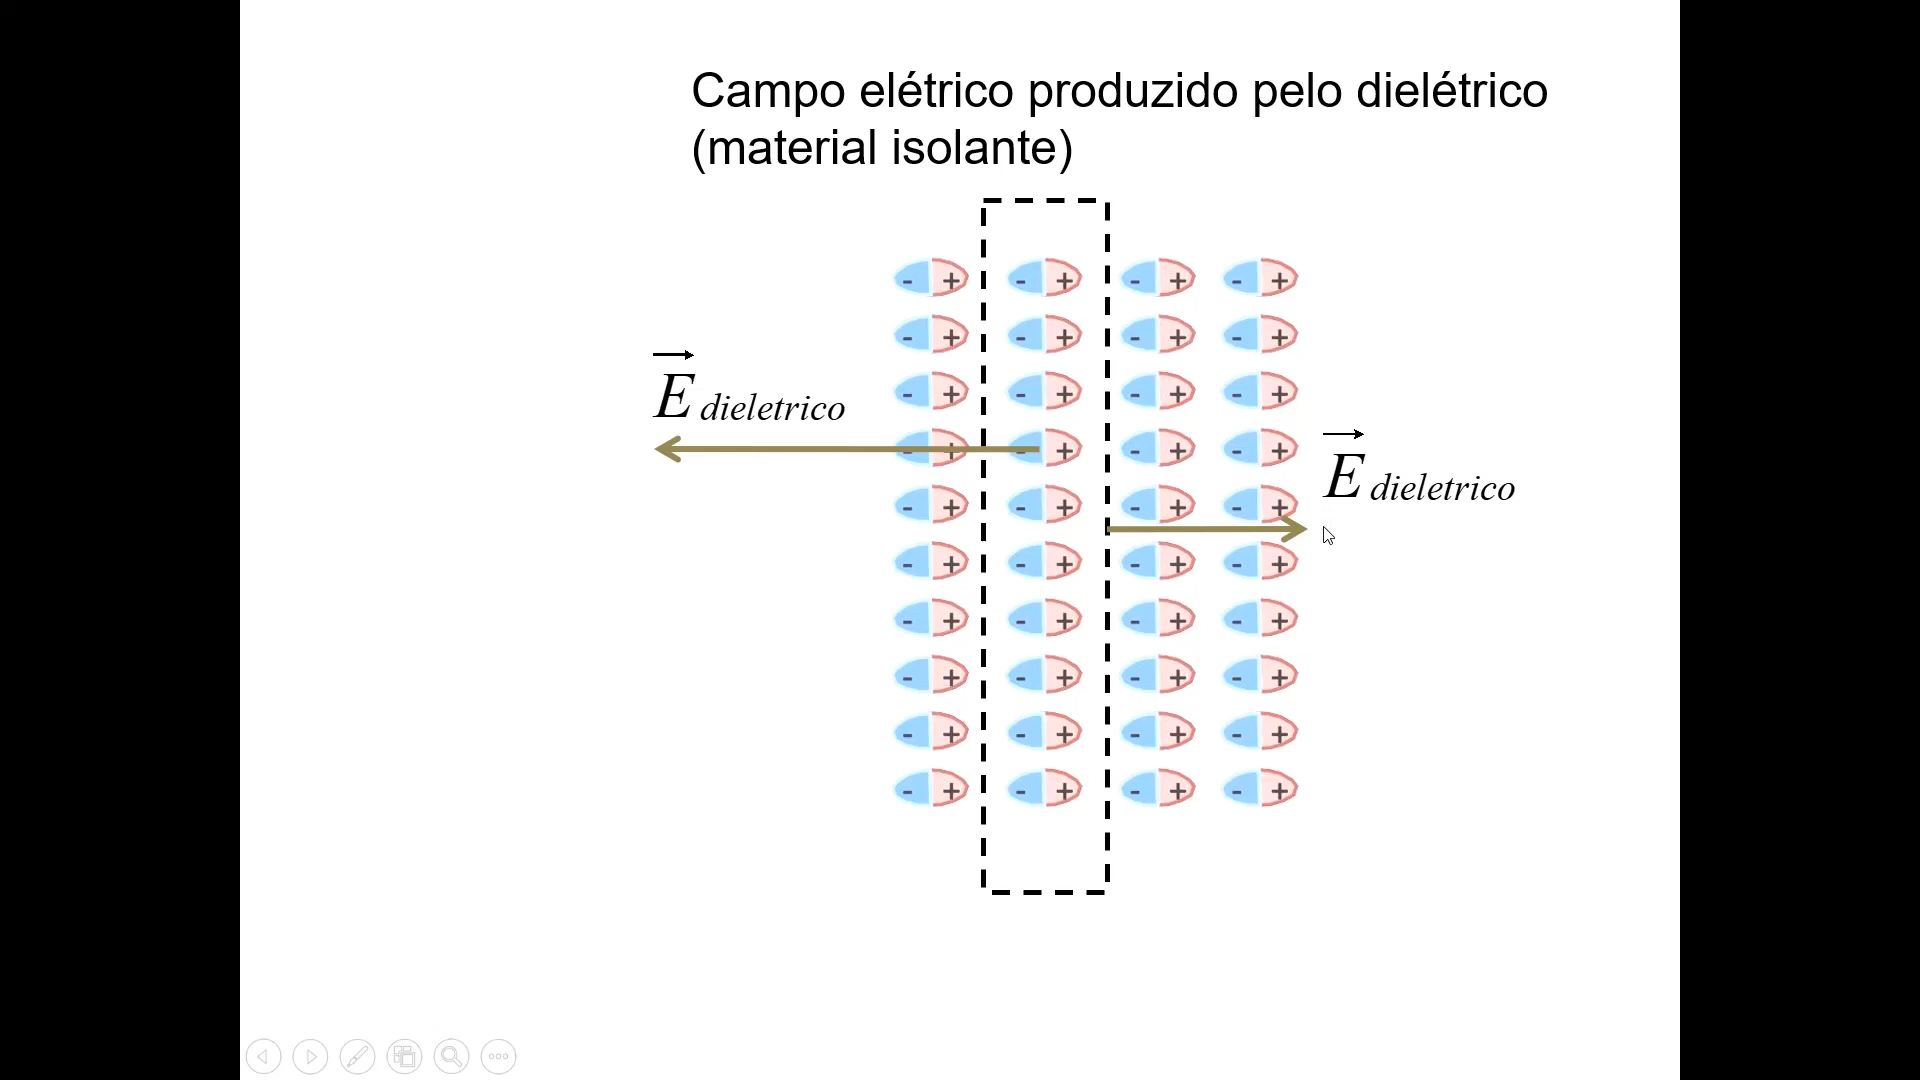 Campo elétrico produzido pelo dielétrico
(material isolante)
- + - + - + - +
- + - + - + - +
- + - + - + - +
E dieletrico
- + - + - + - +
E dieletrico
- + - + - + - +
- + - + - + - +
- + - + - + - +
- + - + - + - +
- + - + - + - +
- + - + - + - +